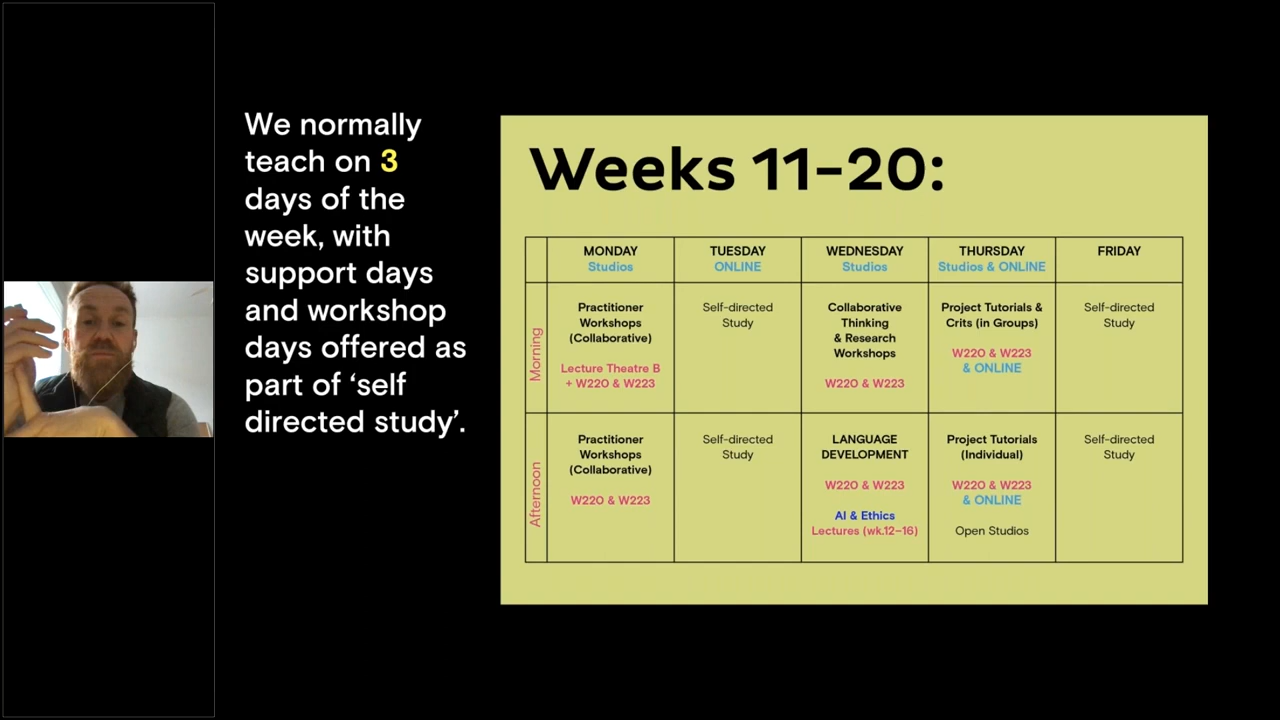 We normally
teach on 3
days of the
week, with
support days
and workshop
days offered as
part of ‘self
directed study’.
Weeks 11–20:
MONDAY
Studios
TUESDAY
ONLINE
WEDNESDAY
Studios
THURSDAY
Studios & ONLINE
FRIDAY
Morning
Practitioner
Workshops
(Collaborative)
Lecture Theatre B
+ W220 & W223
Self-directed
Study
Collaborative
Thinking
& Research
Workshops
W220 & W223
Project Tutorials &
Crits (in Groups)
W220 & W223
& ONLINE
Self-directed
Study
Afternoon
Practitioner
Workshops
(Collaborative)
W220 & W223
Self-directed
Study
LANGUAGE
DEVELOPMENT
W220 & W223
AI & Ethics
Lectures (wk.12–16)
Project Tutorials
(Individual)
W220 & W223
& ONLINE
Open Studios
Self-directed
Study